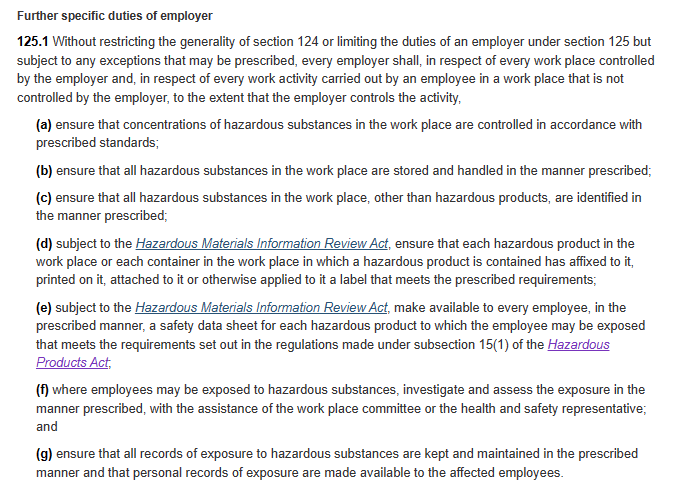 Further specific duties of employer
125.1 Without restricting the generality of section 124 or limiting the duties of an employer under section 125 but
subject to any exceptions that may be prescribed, every employer shall, in respect of every work place controlled
by the employer and, in respect of every work activity carried out by an employee in a work place that is not
controlled by the employer, to the extent that the employer controls the activity,
(a) ensure that concentrations of hazardous substances in the work place are controlled in accordance with
prescribed standards;
(b) ensure that all hazardous substances in the work place are stored and handled in the manner prescribed;
(c) ensure that all hazardous substances in the work place, other than hazardous products, are identified in
the manner prescribed;
(d) subject to the Hazardous Materials Information Review Act, ensure that each hazardous product in the
work place or each container in the work place in which a hazardous product is contained has affixed to it,
printed on it, attached to it or otherwise applied to it a label that meets the prescribed requirements;
(e) subject to the Hazardous Materials Information Review Act, make available to every employee, in the
prescribed manner, a safety data sheet for each hazardous product to which the employee may be exposed
that meets the requirements set out in the regulations made under subsection 15(1) of the Hazardous
Products Act;
(f) where employees may be exposed to hazardous substances, investigate and assess the exposure in the
manner prescribed, with the assistance of the work place committee or the health and safety representative;
and
(g) ensure that all records of exposure to hazardous substances are kept and maintained in the prescribed
manner and that personal records of exposure are made available to the affected employees.